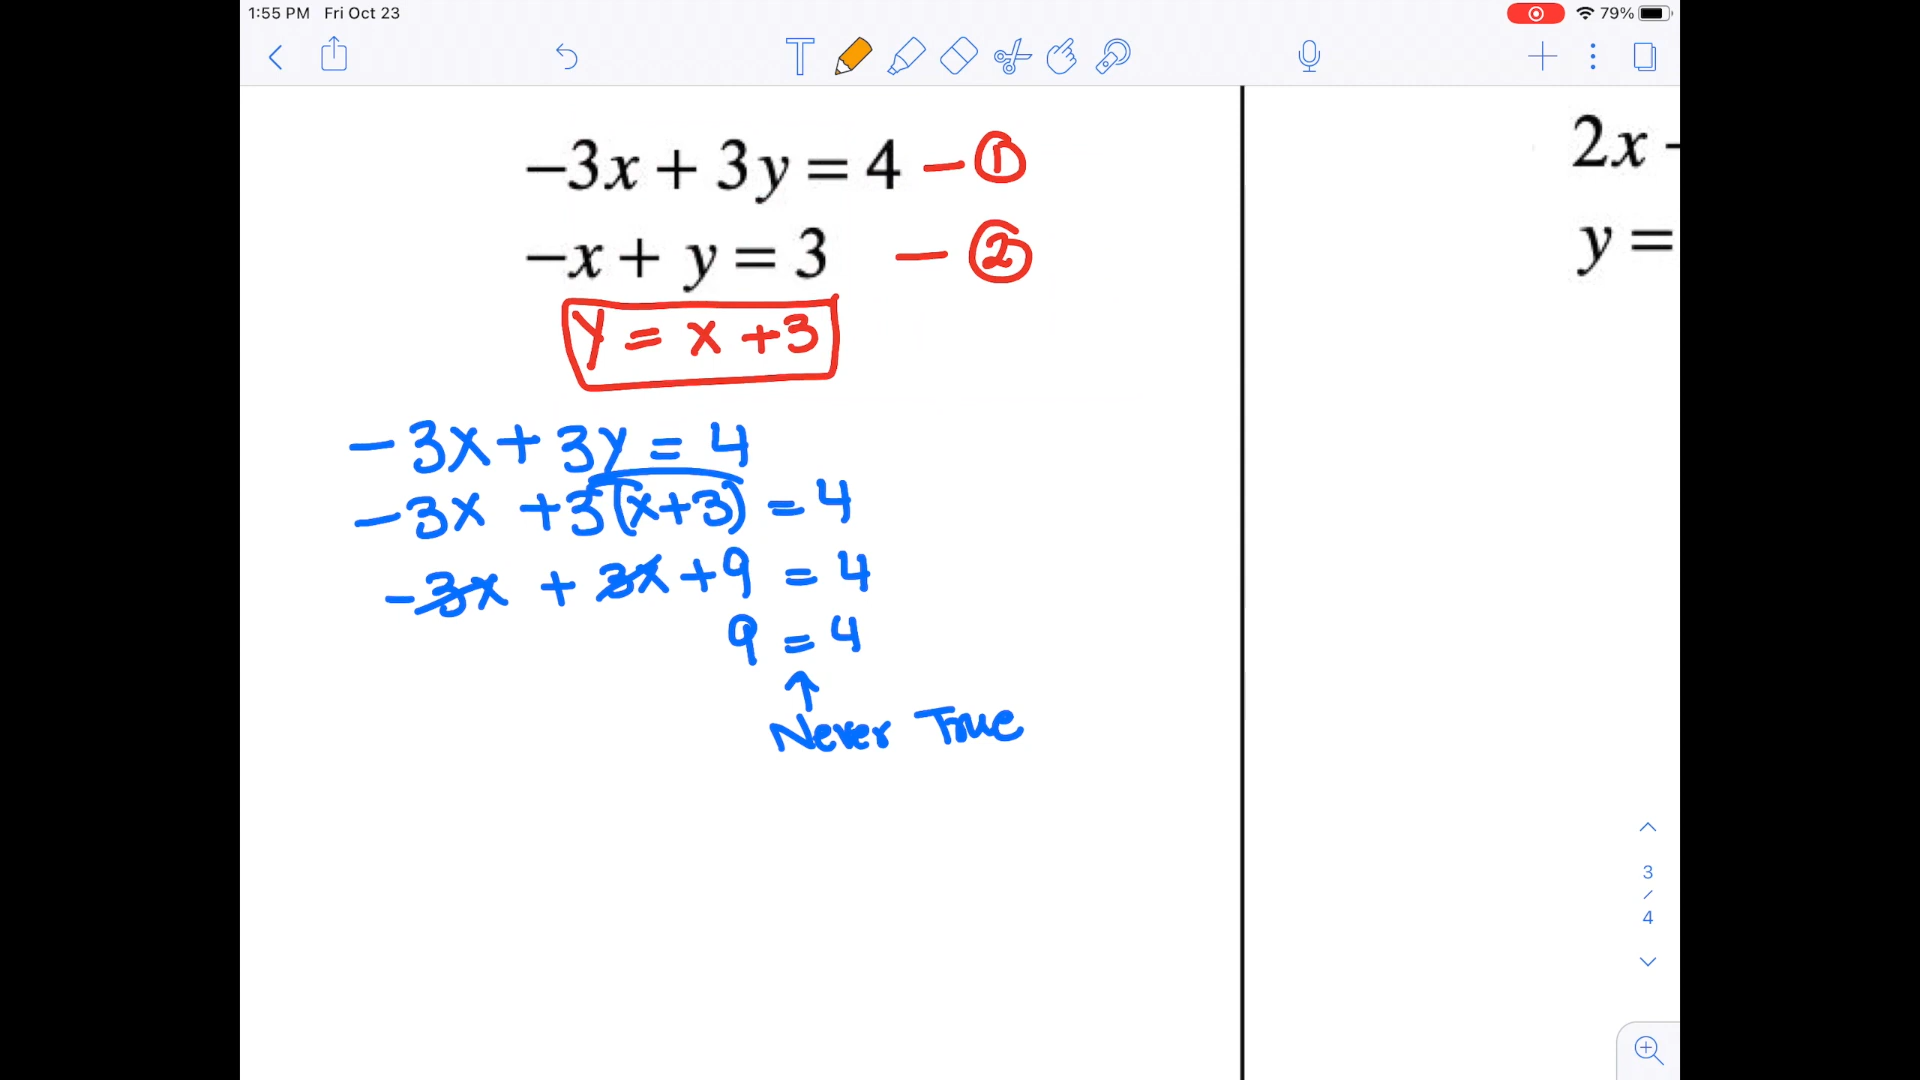 1:55 PM Fri Oct 23
79%
−3x + 3y = 4 – ①
−x + y = 3 – ②
y = x + 3
−3x + 3y = 4
−3x + 3(x+3) = 4
−3x + 3x + 9 = 4
9 = 4
↑
Never True
2x -
y =
3
/
4